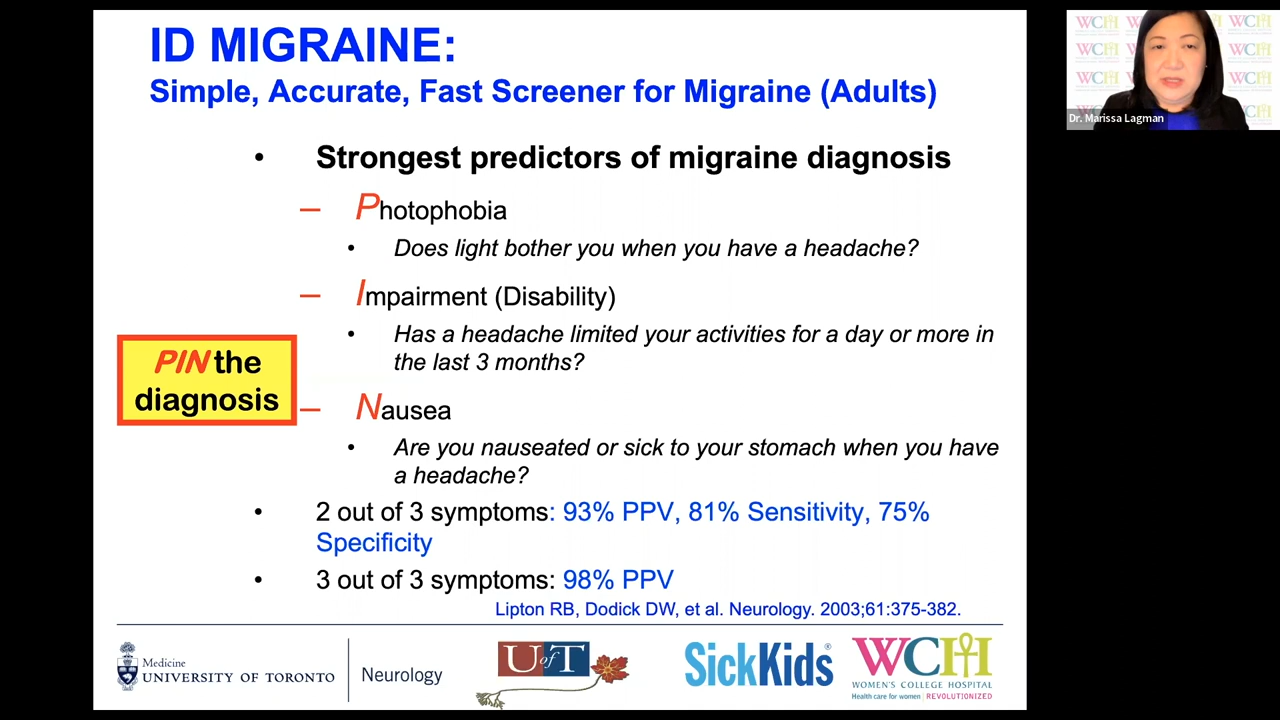 ID MIGRAINE:
Simple, Accurate, Fast Screener for Migraine (Adults)
• Strongest predictors of migraine diagnosis
– Photophobia
• Does light bother you when you have a headache?
– Impairment (Disability)
• Has a headache limited your activities for a day or more in
the last 3 months?
PIN the
diagnosis
– Nausea
• Are you nauseated or sick to your stomach when you have
a headache?
• 2 out of 3 symptoms: 93% PPV, 81% Sensitivity, 75%
Specificity
• 3 out of 3 symptoms: 98% PPV
Lipton RB, Dodick DW, et al. Neurology. 2003;61:375-382.
Medicine
UNIVERSITY OF TORONTO
Neurology
U of T
SickKids®
WCH
WOMEN'S COLLEGE HOSPITAL
Health care for women REVOLUTIONIZED
WCH
WCH
WCH
WCH
Dr. Marissa Lagman